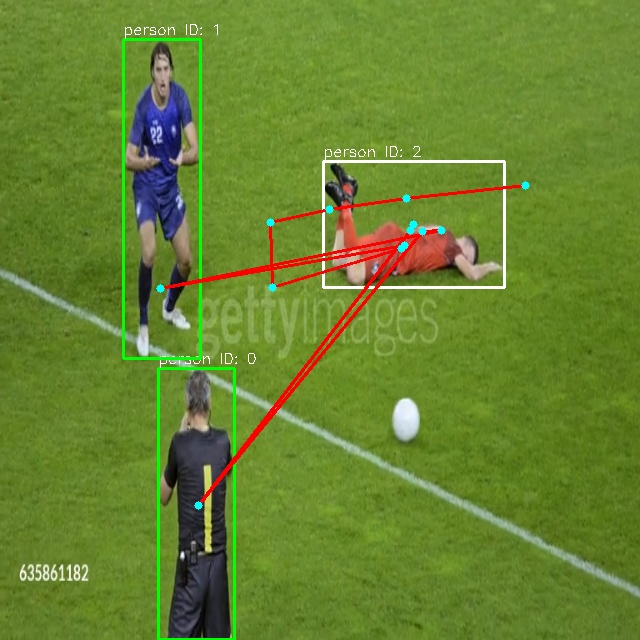 person ID: 1
22
person ID: 2
gettyimages
person ID: 0
635861182